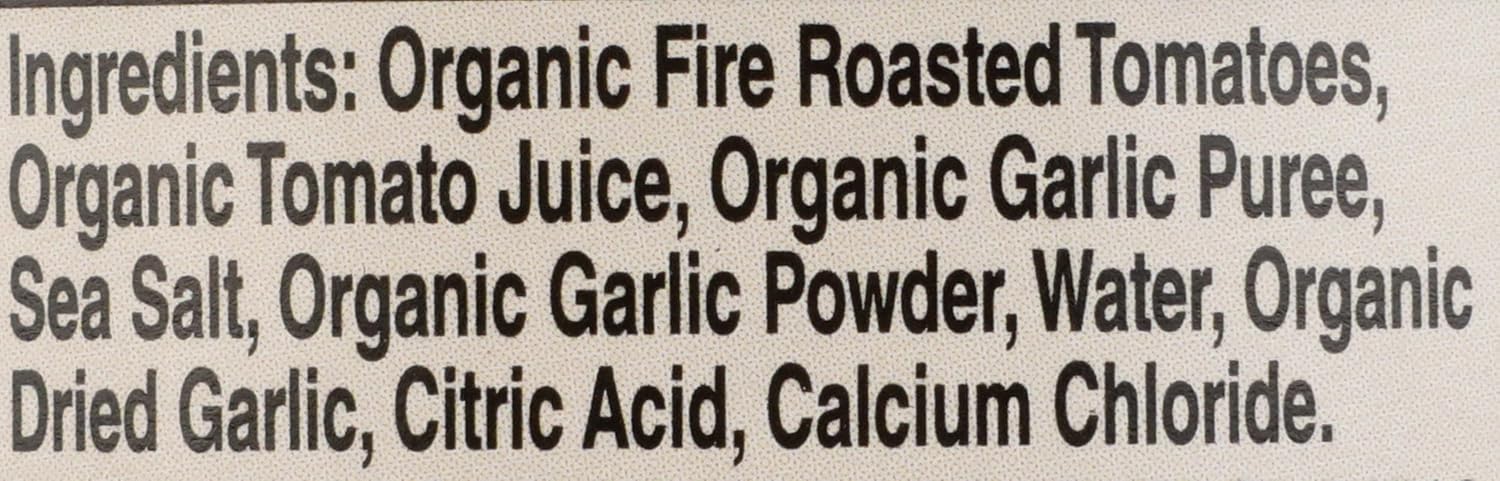 Ingredients: Organic Fire Roasted Tomatoes,
Organic Tomato Juice, Organic Garlic Puree,
Sea Salt, Organic Garlic Powder, Water, Organic
Dried Garlic, Citric Acid, Calcium Chloride.